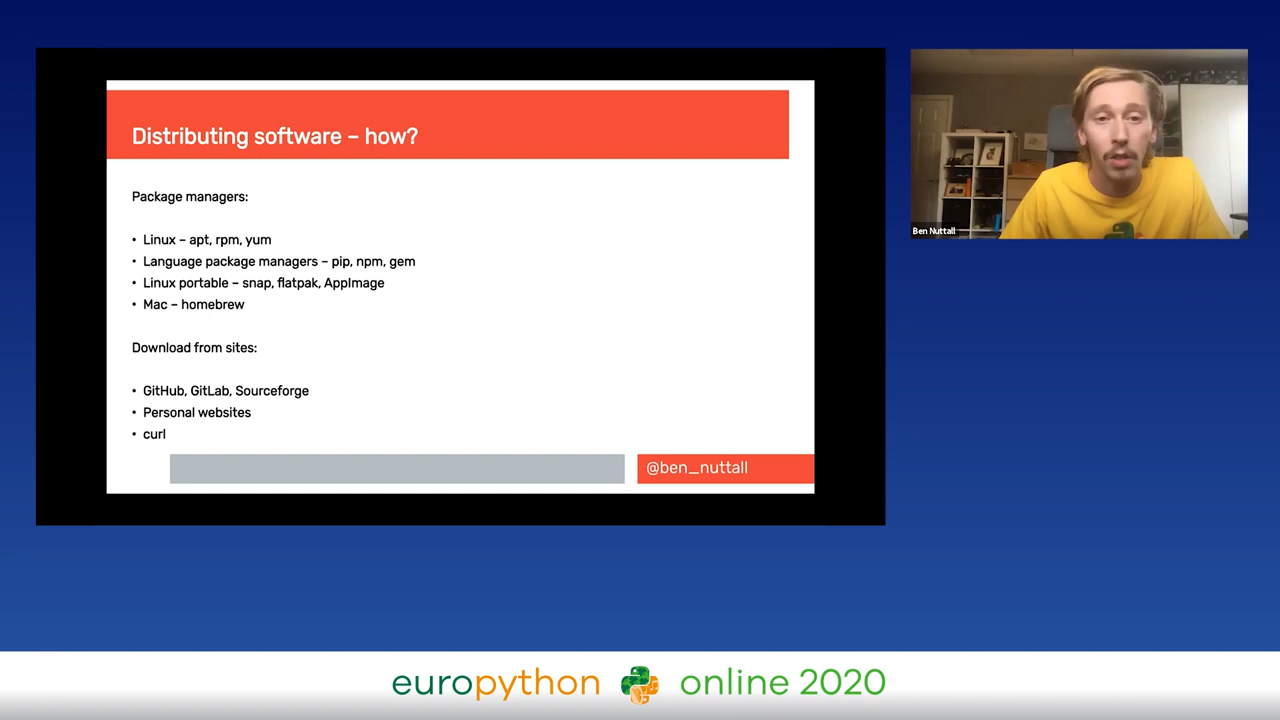 Distributing software – how?
Package managers:
• Linux – apt, rpm, yum
• Language package managers – pip, npm, gem
• Linux portable – snap, flatpak, AppImage
• Mac – homebrew
Download from sites:
• GitHub, GitLab, Sourceforge
• Personal websites
• curl
@ben_nuttall
Ben Nuttall
europython online 2020